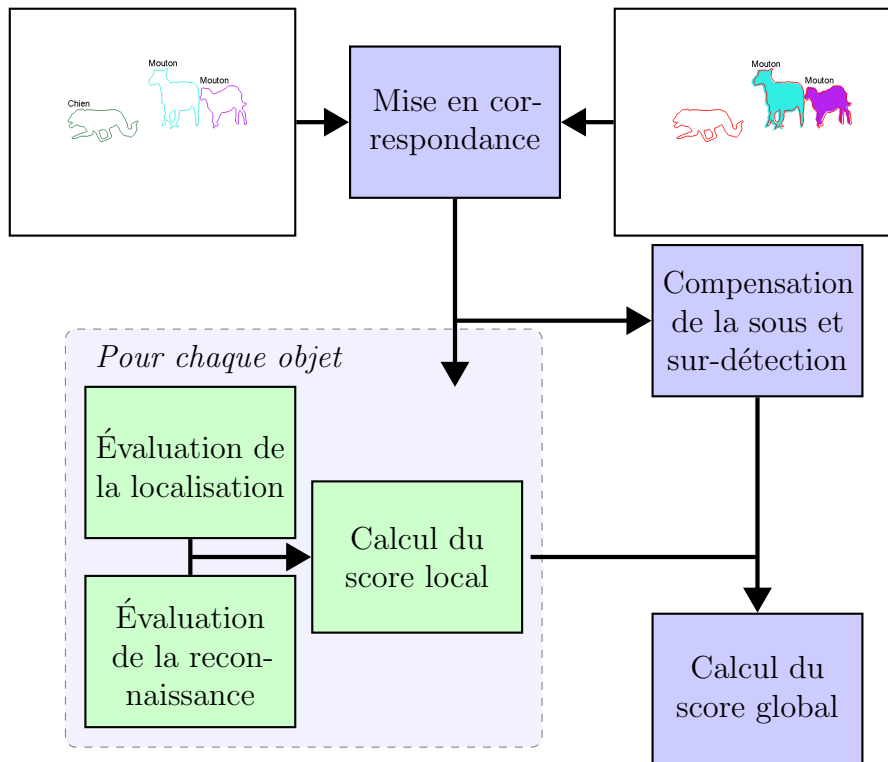 Mouton
Mouton
Chien
Mise en cor-
respondance
Mouton
Mouton
Compensation
de la sous et
sur-détection
Pour chaque objet
Évaluation de
la localisation
Calcul du
score local
Évaluation
de la recon-
naissance
Calcul du
score global